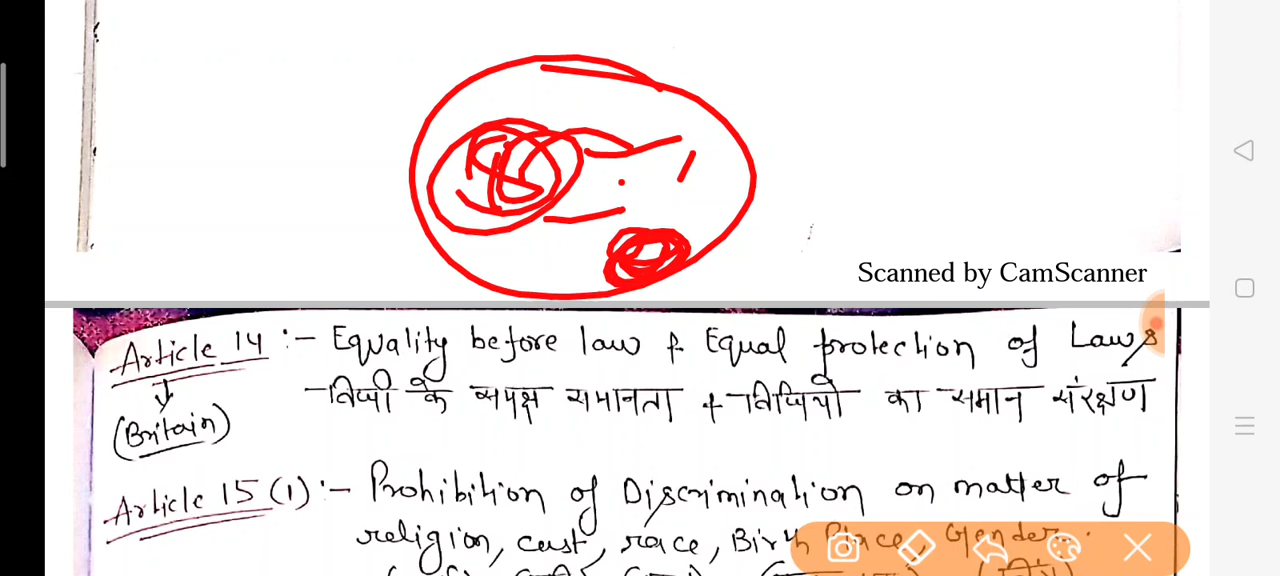 Scanned by CamScanner
Article 14 :- Equality before law & Equal protection of Laws
विधी के समक्ष समानता + विधियों का समान संरक्षण
(Britain)
Article 15 (1) :- Prohibition of Discrimination on matter of
religion, cast, race, Birth Place, Gender